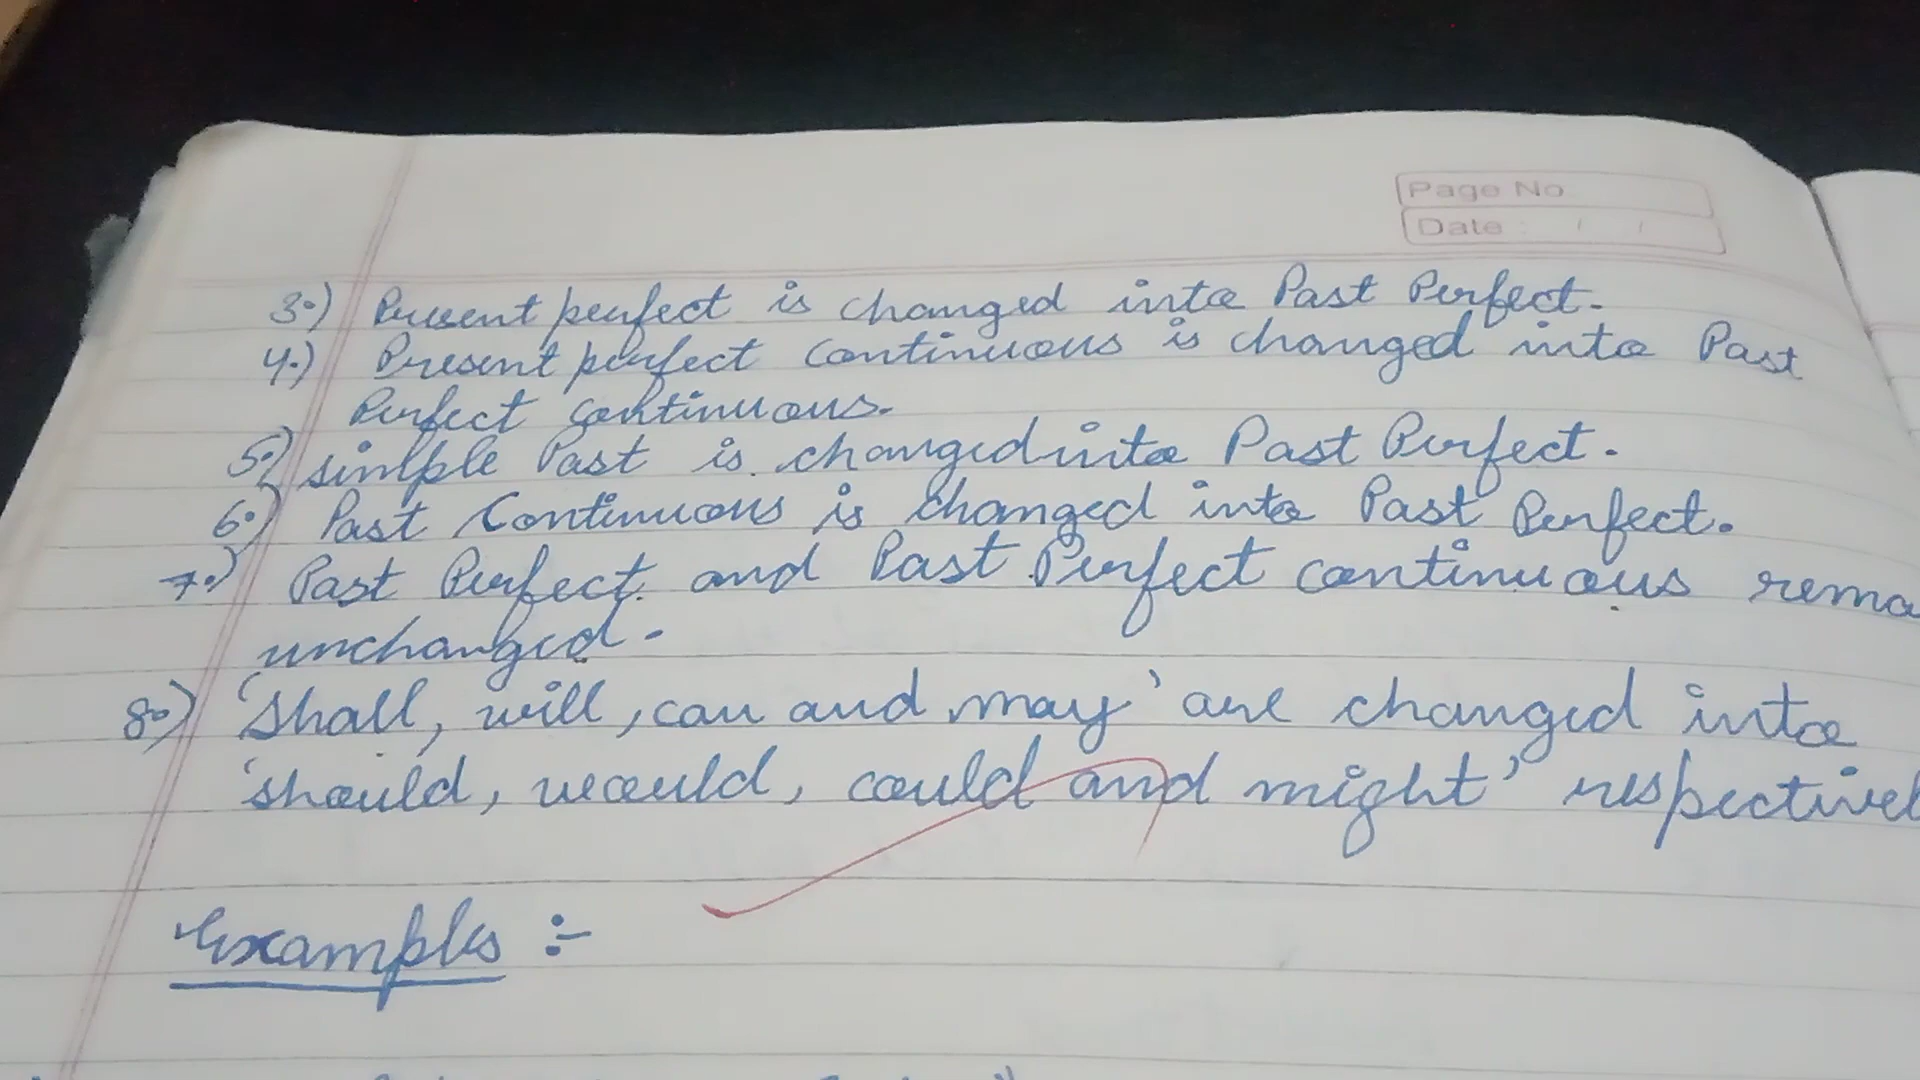 Page No.
Date : / /
3.) Present perfect is changed into Past Perfect.
4.) Present perfect continuous is changed into Past
Perfect continuous.
5.) simple Past is changed into Past Perfect.
6.) Past Continuous is changed into Past Perfect.
7.) Past Perfect and Past Perfect continuous rema
unchanged.
8.) 'shall, will, can and may' are changed into
'should, would, could and might' respectivel
Examples :-